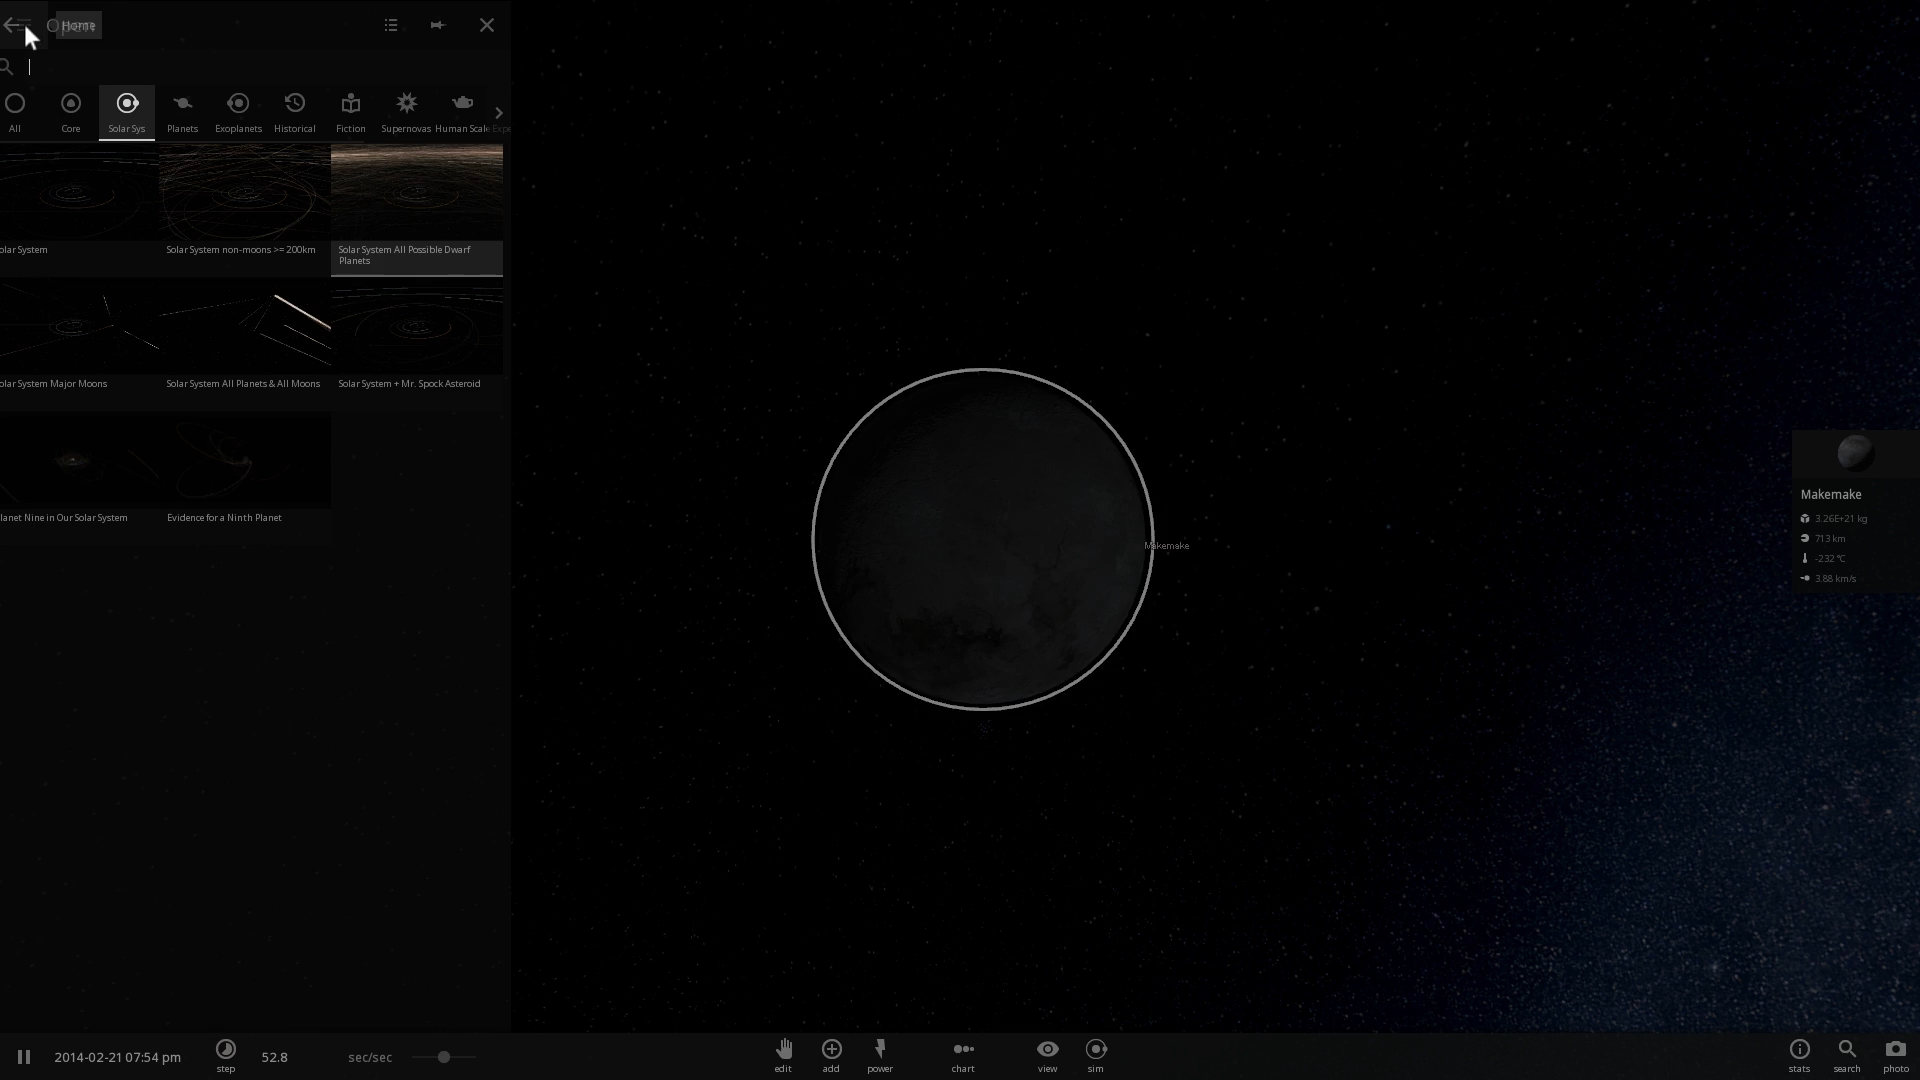 Open
Home
All
Core
Solar Sys
Planets
Exoplanets
Historical
Fiction
Supernovas
Human Scale
olar System
Solar System non-moons >= 200km
Solar System All Possible Dwarf
Planets
olar System Major Moons
Solar System All Planets & All Moons
Solar System + Mr. Spock Asteroid
lanet Nine in Our Solar System
Evidence for a Ninth Planet
Makemake
Makemake
3.26E+21 kg
713 km
-232 °C
3.88 km/s
2014-02-21 07:54 pm
step
52.8
sec/sec
edit
add
power
chart
view
sim
stats
search
photo